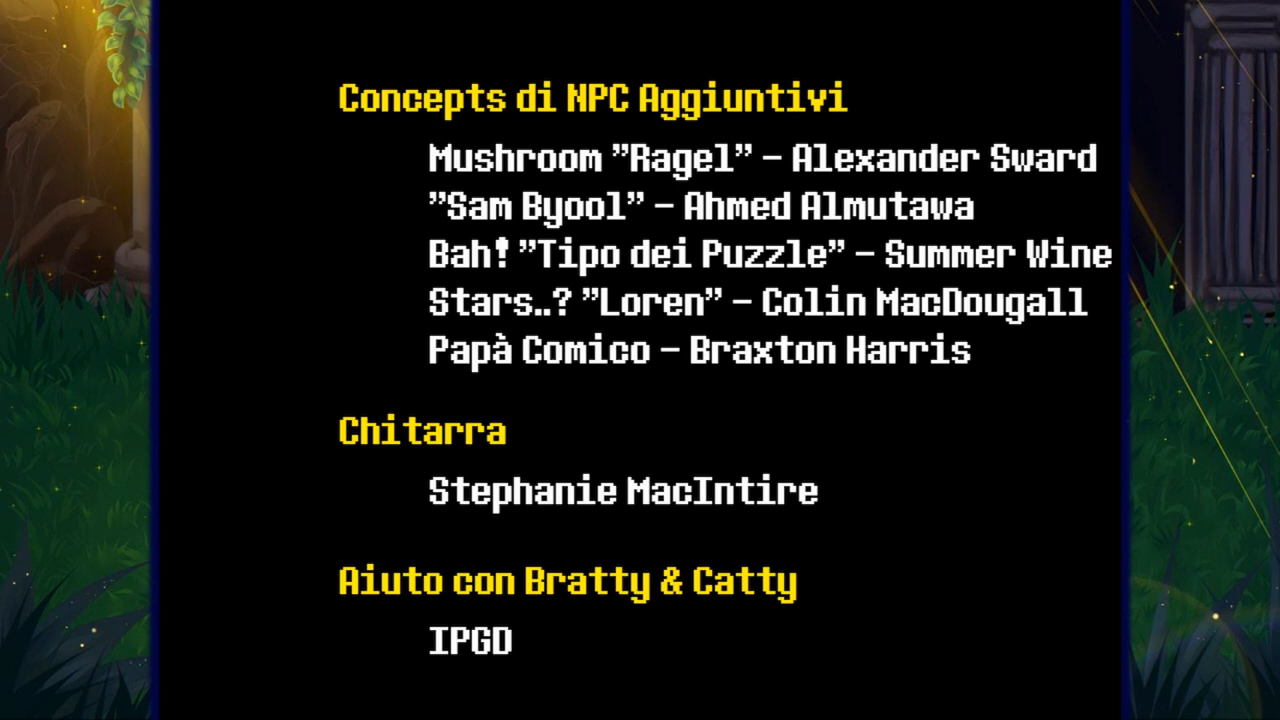 Concepts di NPC Aggiuntivi
Mushroom ”Ragel” – Alexander Sward
”Sam Byool” – Ahmed Almutawa
Bah! ”Tipo dei Puzzle” – Summer Wine
Stars..? ”Loren” – Colin MacDougall
Papà Comico – Braxton Harris
Chitarra
Stephanie MacIntire
Aiuto con Bratty & Catty
IPGD